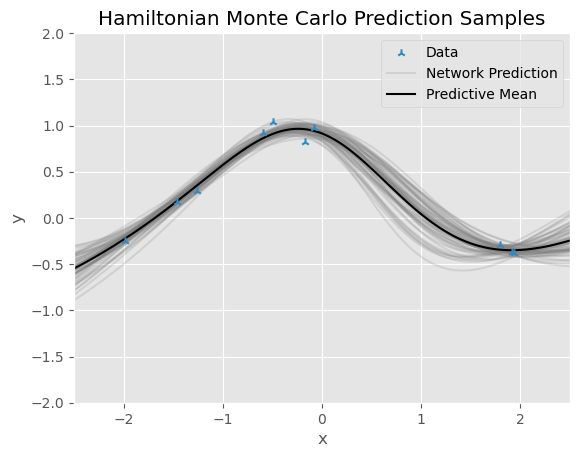 Hamiltonian Monte Carlo Prediction Samples
2.0
1.5
1.0
0.5
0.0
−0.5
−1.0
−1.5
−2.0
y
Data
Network Prediction
Predictive Mean
−2
−1
0
1
2
x